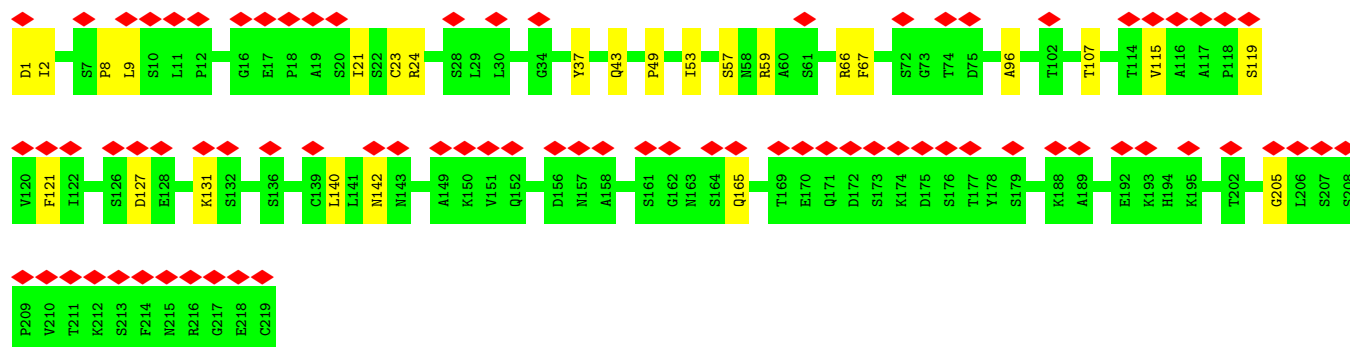 D1 I2 S7 P8 L9 S10 L11 P12 G16 E17 P18 A19 S20 I21 S22 C23 R24 S28 L29 L30 G34 Y37 Q43 P49 I53 S57 N58 R59 A60 S61 R66 F67 S72 G73 T74 D75 A96 T102 T107 T114 V115 A116 A117 P118 S119
V120 F121 I122 S126 D127 E128 K131 S132 S136 C139 L140 L141 N142 N143 A149 K150 V151 Q152 D156 N157 A158 S161 G162 N163 S164 Q165 T169 E170 Q171 D172 S173 K174 D175 S176 T177 Y178 S179 K188 A189 E192 K193 H194 K195 T202 G205 L206 S207 S208
P209 V210 T211 K212 S213 F214 N215 R216 G217 E218 C219